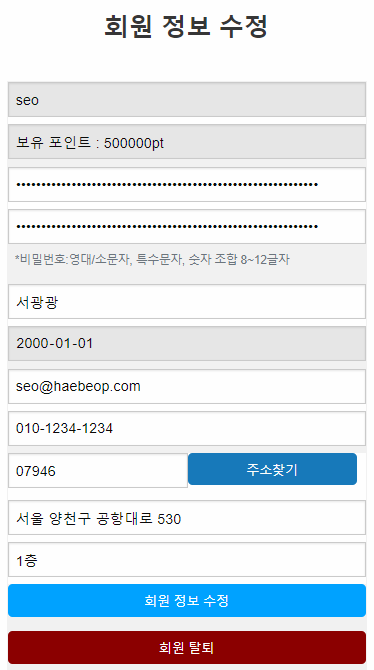 회원 정보 수정
seo
보유 포인트 : 500000pt
••••••••••••••••••••••••••••••••••••••••••••••••••••••••••••
••••••••••••••••••••••••••••••••••••••••••••••••••••••••••••
*비밀번호:영대/소문자, 특수문자, 숫자 조합 8~12글자
서광광
2000-01-01
seo@haebeop.com
010-1234-1234
07946 주소찾기
서울 양천구 공항대로 530
1층
회원 정보 수정
회원 탈퇴